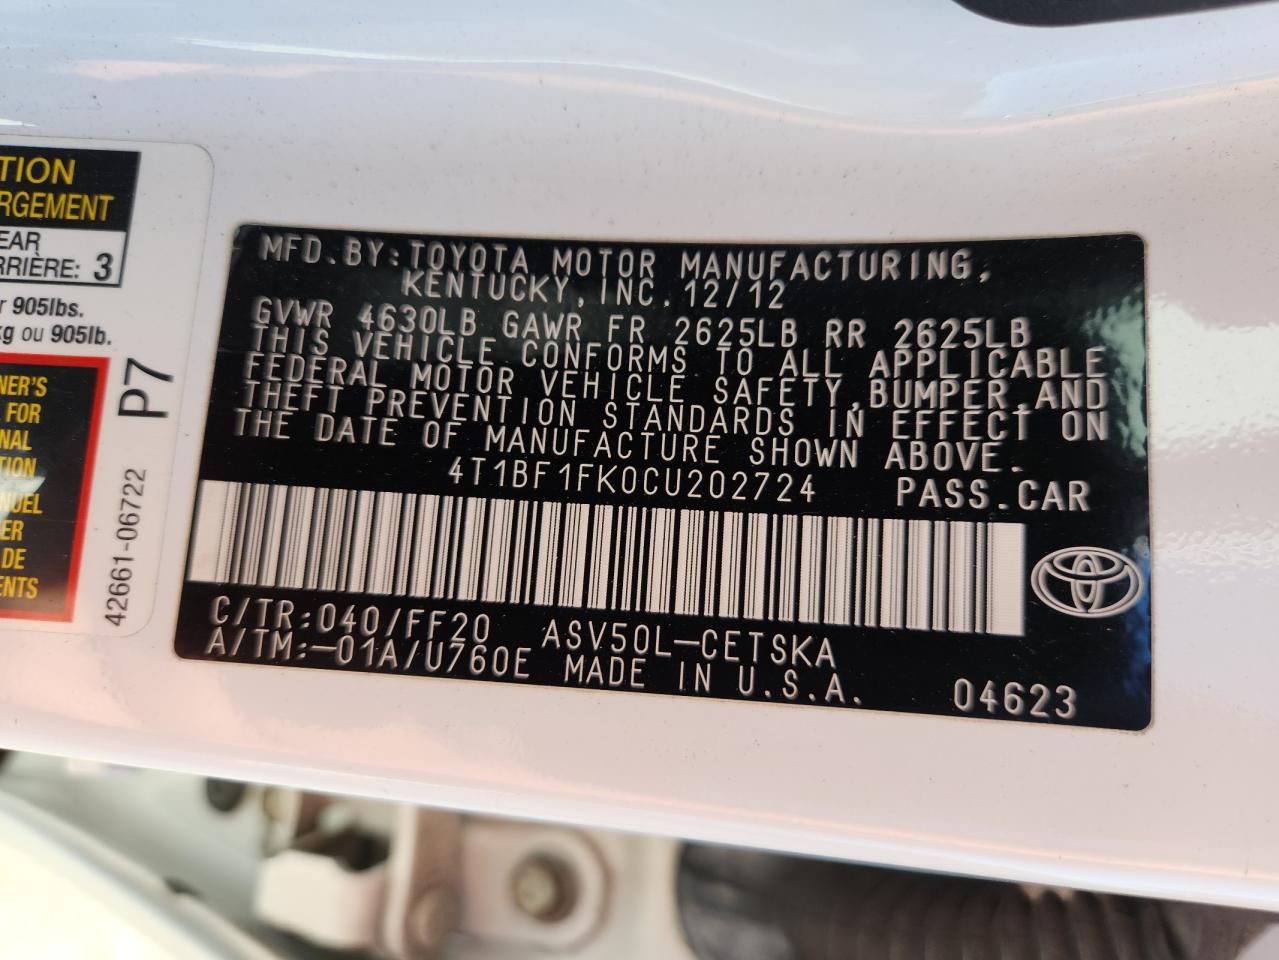 TION
RGEMENT
EAR
RRIÈRE: 3
905lbs.
kg ou 905lb.
NER'S
FOR
NAL
TION
NUEL
ER
DE
ENTS
P7
42661-06722
MFD.BY:TOYOTA MOTOR MANUFACTURING,
KENTUCKY,INC.12/12
GVWR 4630LB GAWR FR 2625LB RR 2625LB
THIS VEHICLE CONFORMS TO ALL APPLICABLE
FEDERAL MOTOR VEHICLE SAFETY,BUMPER,AND
THEFT PREVENTION STANDARDS IN EFFECT ON
THE DATE OF MANUFACTURE SHOWN ABOVE.
4T1BF1FK0CU202724 PASS.CAR
C/TR:040/FF20 ASV50L-CETSKA
A/TM:-01A/U760E MADE IN U.S.A.
04623